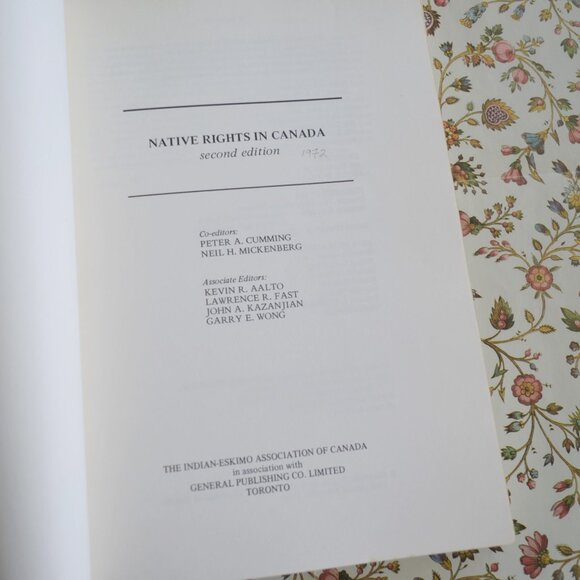 NATIVE RIGHTS IN CANADA
second edition 1972
Co-editors:
PETER A. CUMMING
NEIL H. MICKENBERG
Associate Editors:
KEVIN R. AALTO
LAWRENCE R. FAST
JOHN A. KAZANJIAN
GARRY E. WONG
THE INDIAN-ESKIMO ASSOCIATION OF CANADA
in association with
GENERAL PUBLISHING CO. LIMITED
TORONTO